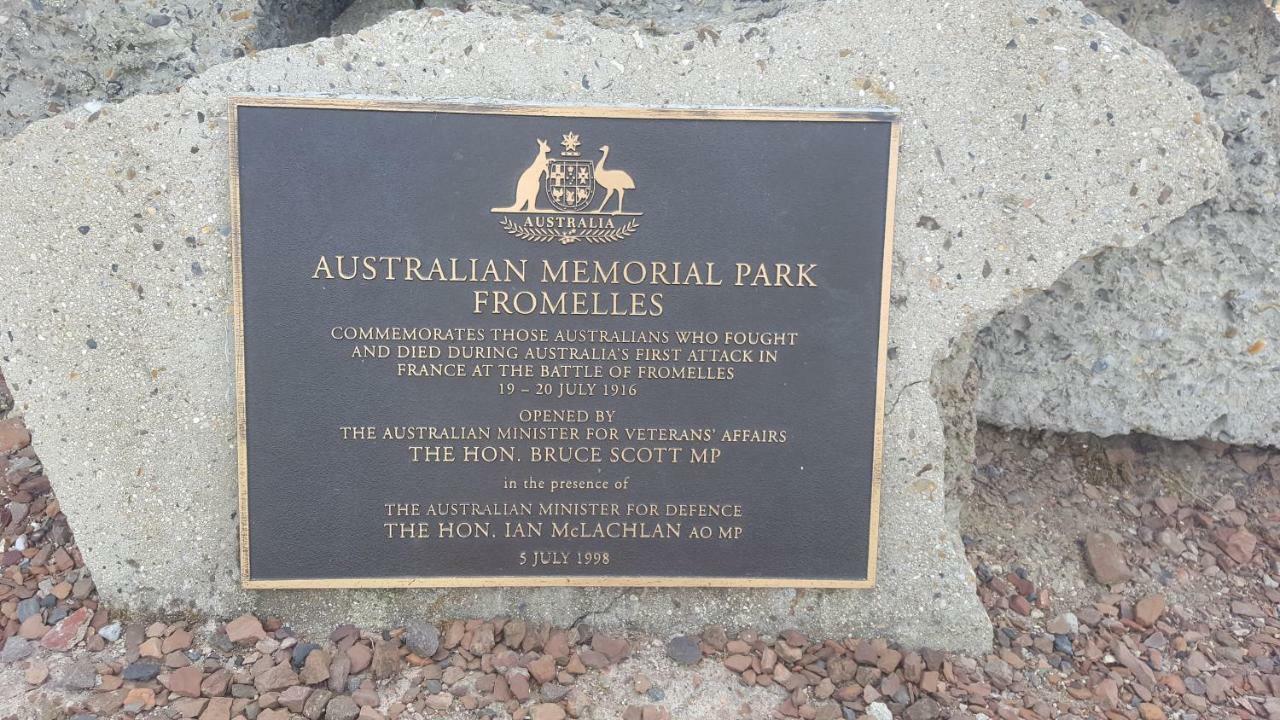 AUSTRALIA
AUSTRALIAN MEMORIAL PARK
FROMELLES
COMMEMORATES THOSE AUSTRALIANS WHO FOUGHT
AND DIED DURING AUSTRALIA'S FIRST ATTACK IN
FRANCE AT THE BATTLE OF FROMELLES
19 – 20 JULY 1916
OPENED BY
THE AUSTRALIAN MINISTER FOR VETERANS' AFFAIRS
THE HON. BRUCE SCOTT MP
in the presence of
THE AUSTRALIAN MINISTER FOR DEFENCE
THE HON. IAN McLACHLAN AO MP
5 JULY 1998